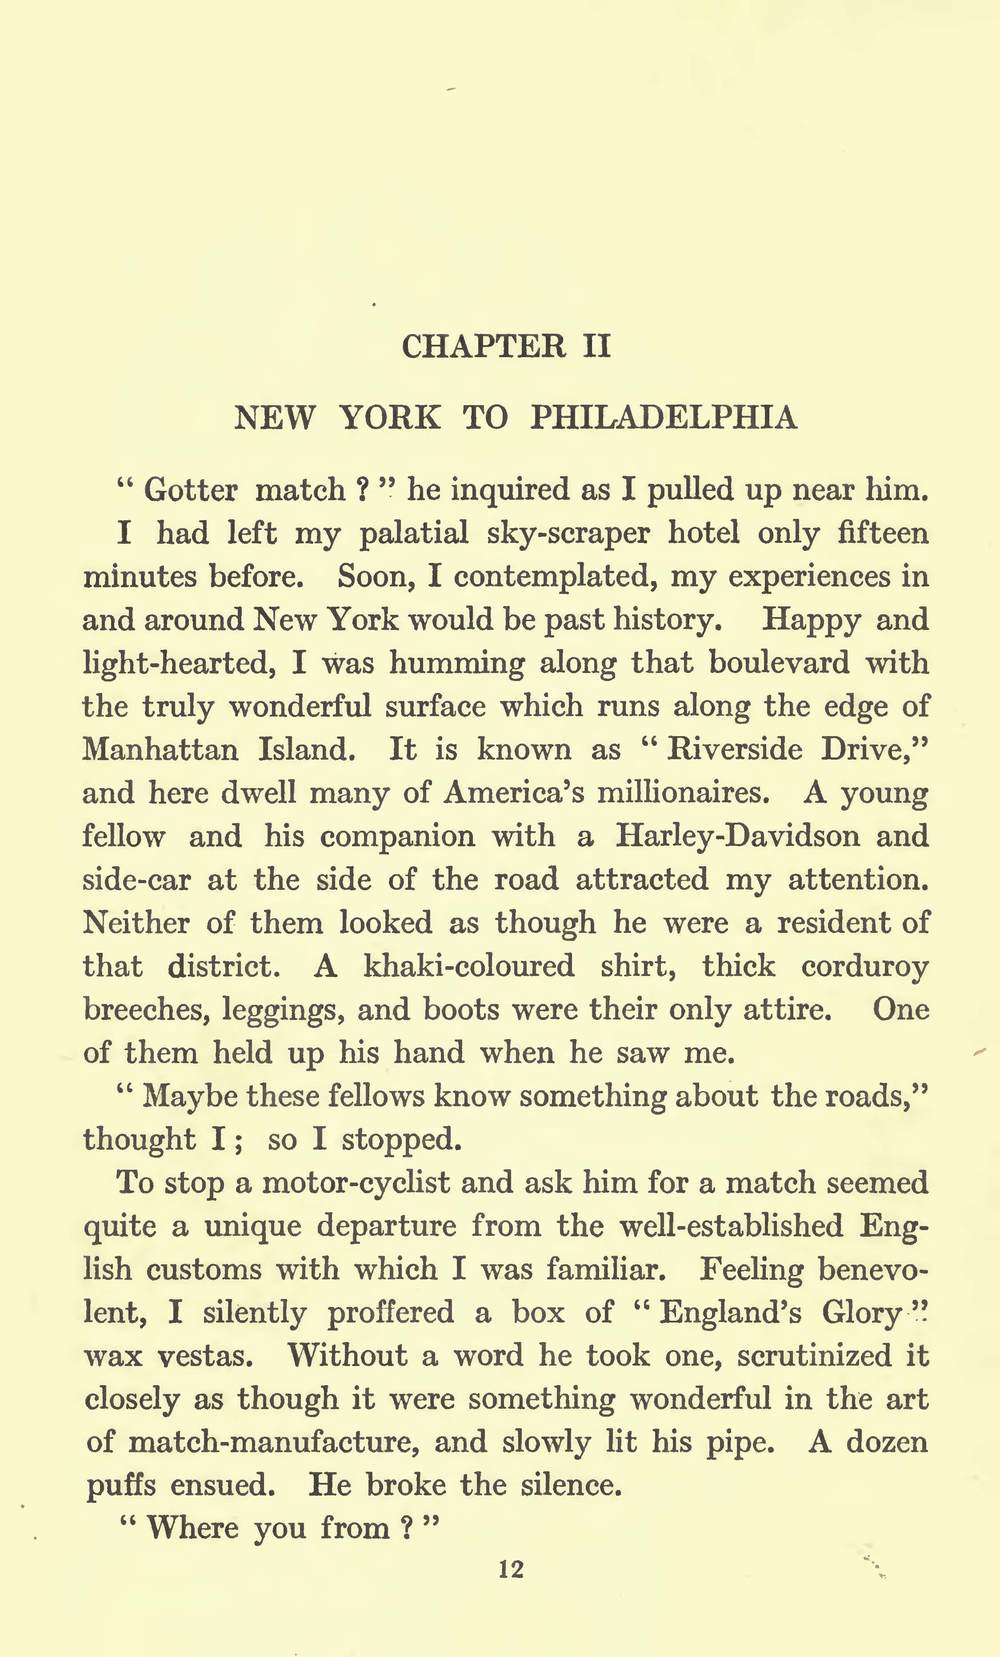 CHAPTER II
NEW YORK TO PHILADELPHIA
“ Gotter match ? ” he inquired as I pulled up near him.
I had left my palatial sky-scraper hotel only fifteen
minutes before. Soon, I contemplated, my experiences in
and around New York would be past history. Happy and
light-hearted, I was humming along that boulevard with
the truly wonderful surface which runs along the edge of
Manhattan Island. It is known as “ Riverside Drive,”
and here dwell many of America’s millionaires. A young
fellow and his companion with a Harley-Davidson and
side-car at the side of the road attracted my attention.
Neither of them looked as though he were a resident of
that district. A khaki-coloured shirt, thick corduroy
breeches, leggings, and boots were their only attire. One
of them held up his hand when he saw me.
“ Maybe these fellows know something about the roads,”
thought I ; so I stopped.
To stop a motor-cyclist and ask him for a match seemed
quite a unique departure from the well-established Eng-
lish customs with which I was familiar. Feeling benevo-
lent, I silently proffered a box of “ England’s Glory ”
wax vestas. Without a word he took one, scrutinized it
closely as though it were something wonderful in the art
of match-manufacture, and slowly lit his pipe. A dozen
puffs ensued. He broke the silence.
“ Where you from ? ”
12